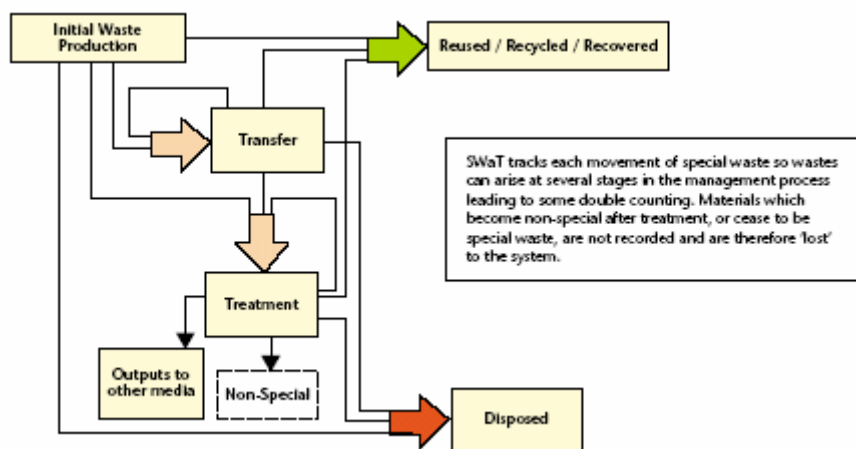 Initial Waste
Production
Reused / Recycled / Recovered
Transfer
SWaT tracks each movement of special waste so wastes
can arise at several stages in the management process
leading to some double counting. Materials which
become non-special after treatment, or cease to be
special waste, are not recorded and are therefore ‘lost’
to the system.
Treatment
Outputs to
other media
Non-Special
Disposed